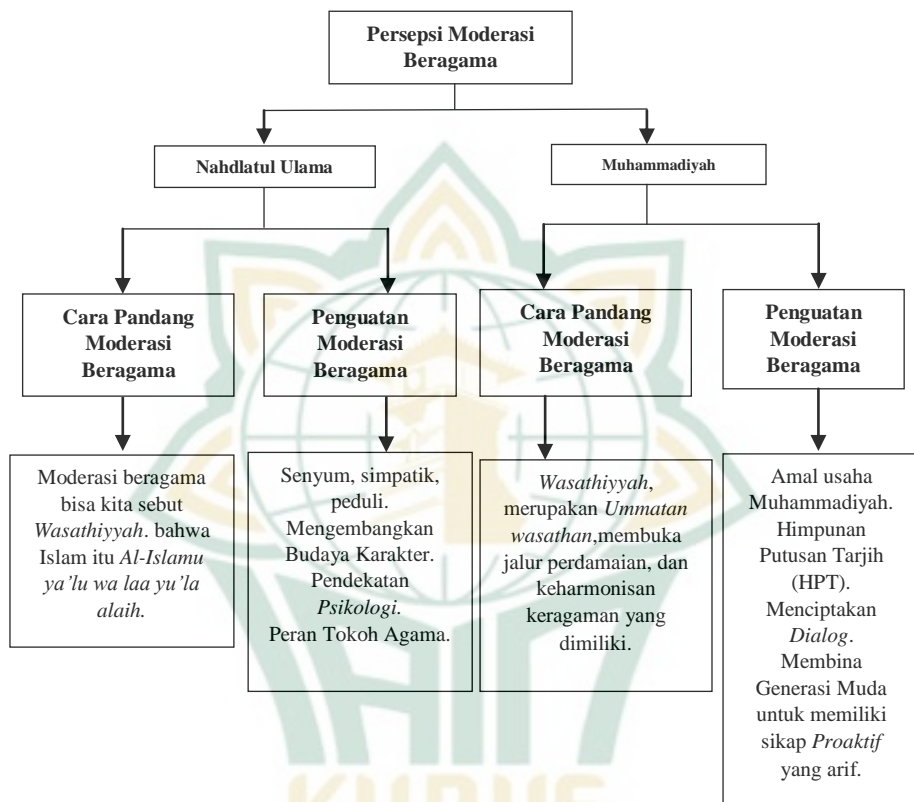 Persepsi Moderasi
Beragama
Nahdlatul Ulama
Muhammadiyah
Cara Pandang
Moderasi
Beragama
Penguatan
Moderasi
Beragama
Cara Pandang
Moderasi
Beragama
Penguatan
Moderasi
Beragama
Moderasi beragama
bisa kita sebut
Wasathiyyah. bahwa
Islam itu Al-Islamu
ya’lu wa laa yu’la
alaih.
Senyum, simpatik,
peduli.
Mengembangkan
Budaya Karakter.
Pendekatan
Psikologi.
Peran Tokoh Agama.
Wasathiyyah,
merupakan Ummatan
wasathan,membuka
jalur perdamaian, dan
keharmonisan
keragaman yang
dimiliki.
Amal usaha
Muhammadiyah.
Himpunan
Putusan Tarjih
(HPT).
Menciptakan
Dialog.
Membina
Generasi Muda
untuk memiliki
sikap Proaktif
yang arif.